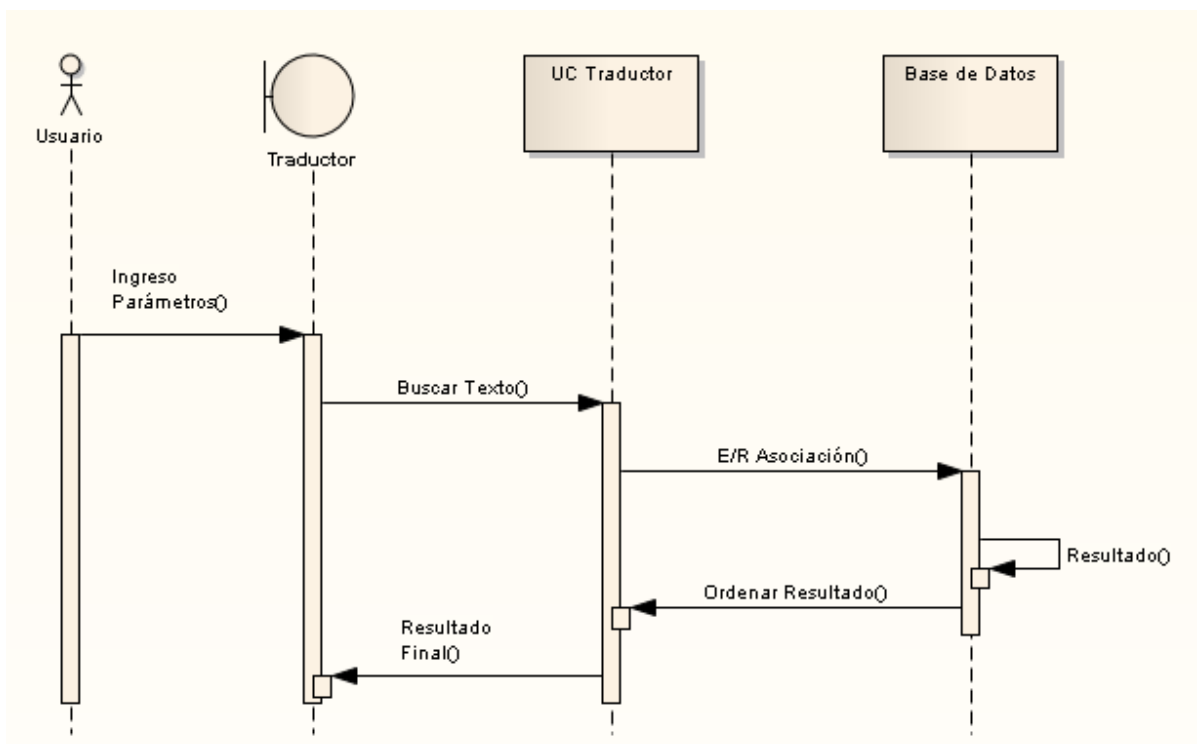 Usuario
Traductor
UC Traductor
Base de Datos
Ingreso
Parámetros()
Buscar Texto()
E/R Asociación()
Resultado()
Ordenar Resultado()
Resultado
Final()